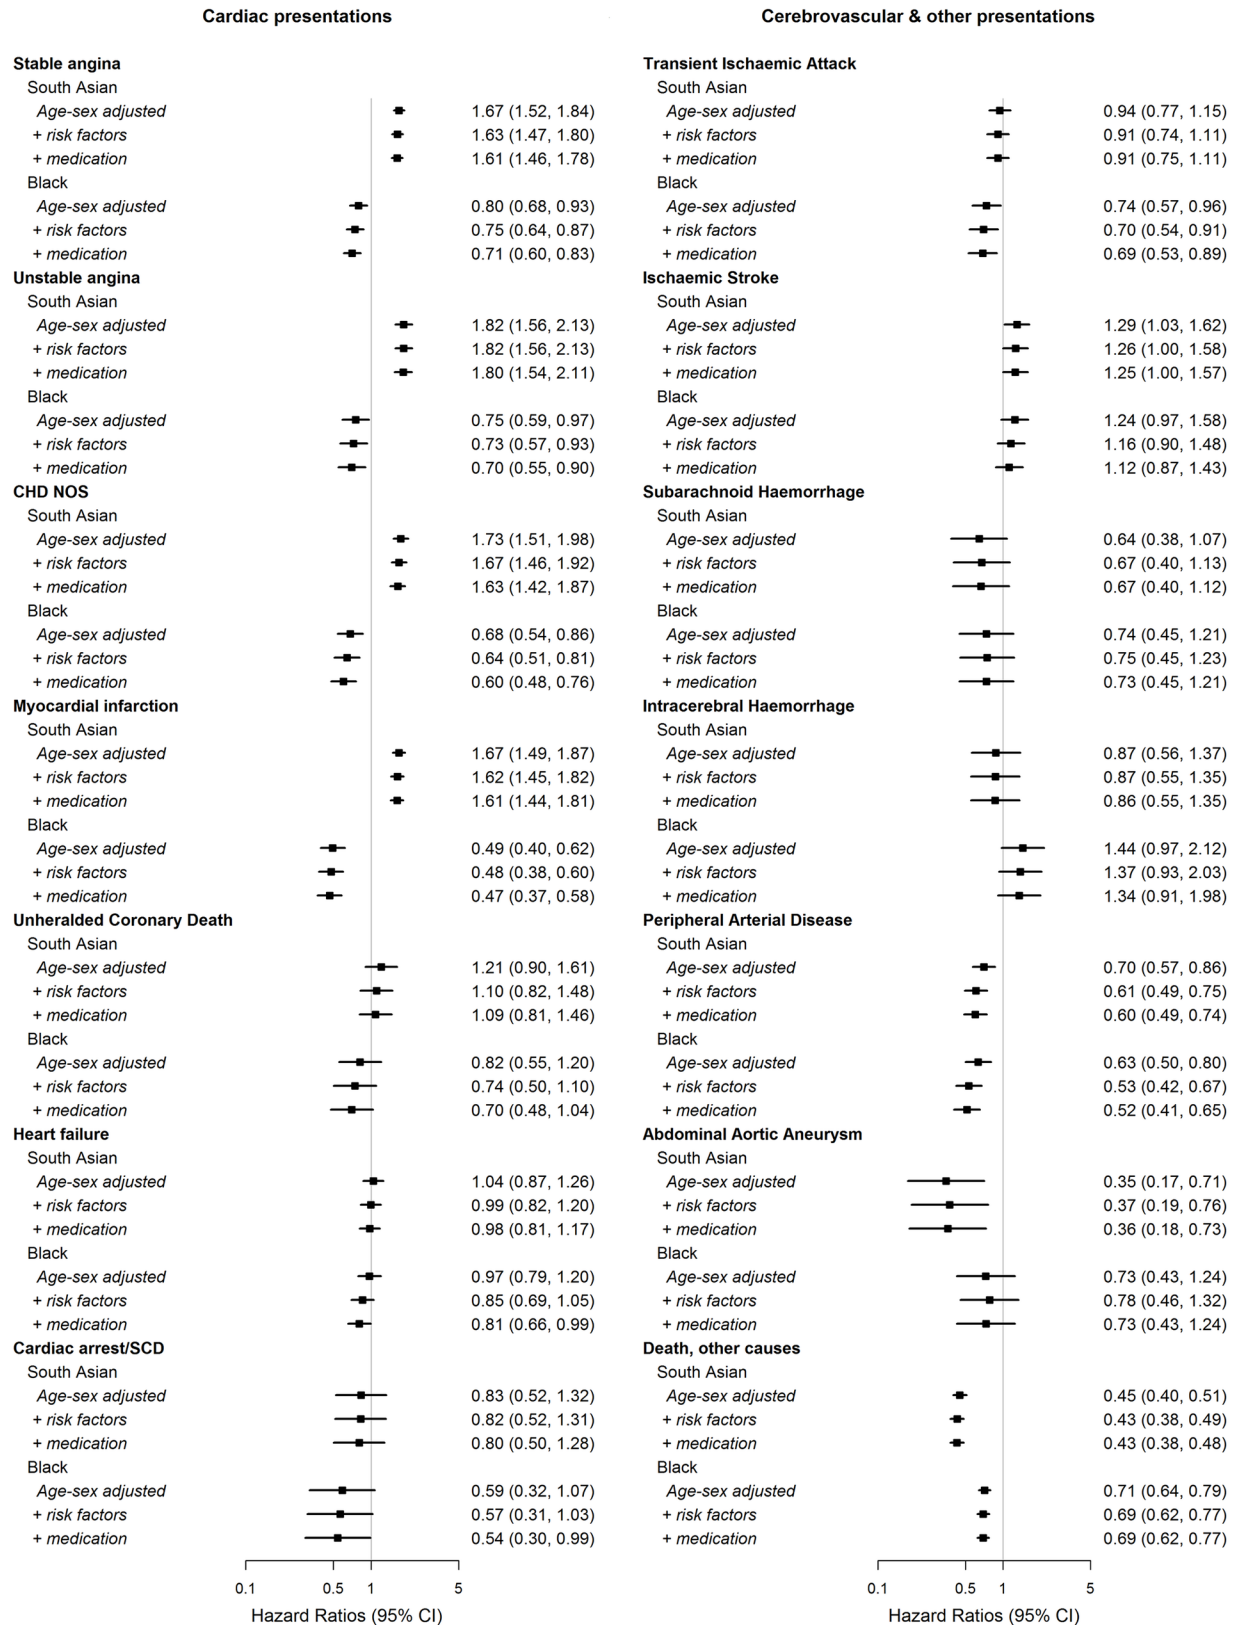 Cardiac presentations
Stable angina
South Asian
Age-sex adjusted 1.67 (1.52, 1.84)
+ risk factors 1.63 (1.47, 1.80)
+ medication 1.61 (1.46, 1.78)
Black
Age-sex adjusted 0.80 (0.68, 0.93)
+ risk factors 0.75 (0.64, 0.87)
+ medication 0.71 (0.60, 0.83)
Unstable angina
South Asian
Age-sex adjusted 1.82 (1.56, 2.13)
+ risk factors 1.82 (1.56, 2.13)
+ medication 1.80 (1.54, 2.11)
Black
Age-sex adjusted 0.75 (0.59, 0.97)
+ risk factors 0.73 (0.57, 0.93)
+ medication 0.70 (0.55, 0.90)
CHD NOS
South Asian
Age-sex adjusted 1.73 (1.51, 1.98)
+ risk factors 1.67 (1.46, 1.92)
+ medication 1.63 (1.42, 1.87)
Black
Age-sex adjusted 0.68 (0.54, 0.86)
+ risk factors 0.64 (0.51, 0.81)
+ medication 0.60 (0.48, 0.76)
Myocardial infarction
South Asian
Age-sex adjusted 1.67 (1.49, 1.87)
+ risk factors 1.62 (1.45, 1.82)
+ medication 1.61 (1.44, 1.81)
Black
Age-sex adjusted 0.49 (0.40, 0.62)
+ risk factors 0.48 (0.38, 0.60)
+ medication 0.47 (0.37, 0.58)
Unheralded Coronary Death
South Asian
Age-sex adjusted 1.21 (0.90, 1.61)
+ risk factors 1.10 (0.82, 1.48)
+ medication 1.09 (0.81, 1.46)
Black
Age-sex adjusted 0.82 (0.55, 1.20)
+ risk factors 0.74 (0.50, 1.10)
+ medication 0.70 (0.48, 1.04)
Heart failure
South Asian
Age-sex adjusted 1.04 (0.87, 1.26)
+ risk factors 0.99 (0.82, 1.20)
+ medication 0.98 (0.81, 1.17)
Black
Age-sex adjusted 0.97 (0.79, 1.20)
+ risk factors 0.85 (0.69, 1.05)
+ medication 0.81 (0.66, 0.99)
Cardiac arrest/SCD
South Asian
Age-sex adjusted 0.83 (0.52, 1.32)
+ risk factors 0.82 (0.52, 1.31)
+ medication 0.80 (0.50, 1.28)
Black
Age-sex adjusted 0.59 (0.32, 1.07)
+ risk factors 0.57 (0.31, 1.03)
+ medication 0.54 (0.30, 0.99)
0.1 0.5 1 5
Hazard Ratios (95% CI)
Cerebrovascular & other presentations
Transient Ischaemic Attack
South Asian
Age-sex adjusted 0.94 (0.77, 1.15)
+ risk factors 0.91 (0.74, 1.11)
+ medication 0.91 (0.75, 1.11)
Black
Age-sex adjusted 0.74 (0.57, 0.96)
+ risk factors 0.70 (0.54, 0.91)
+ medication 0.69 (0.53, 0.89)
Ischaemic Stroke
South Asian
Age-sex adjusted 1.29 (1.03, 1.62)
+ risk factors 1.26 (1.00, 1.58)
+ medication 1.25 (1.00, 1.57)
Black
Age-sex adjusted 1.24 (0.97, 1.58)
+ risk factors 1.16 (0.90, 1.48)
+ medication 1.12 (0.87, 1.43)
Subarachnoid Haemorrhage
South Asian
Age-sex adjusted 0.64 (0.38, 1.07)
+ risk factors 0.67 (0.40, 1.13)
+ medication 0.67 (0.40, 1.12)
Black
Age-sex adjusted 0.74 (0.45, 1.21)
+ risk factors 0.75 (0.45, 1.23)
+ medication 0.73 (0.45, 1.21)
Intracerebral Haemorrhage
South Asian
Age-sex adjusted 0.87 (0.56, 1.37)
+ risk factors 0.87 (0.55, 1.35)
+ medication 0.86 (0.55, 1.35)
Black
Age-sex adjusted 1.44 (0.97, 2.12)
+ risk factors 1.37 (0.93, 2.03)
+ medication 1.34 (0.91, 1.98)
Peripheral Arterial Disease
South Asian
Age-sex adjusted 0.70 (0.57, 0.86)
+ risk factors 0.61 (0.49, 0.75)
+ medication 0.60 (0.49, 0.74)
Black
Age-sex adjusted 0.63 (0.50, 0.80)
+ risk factors 0.53 (0.42, 0.67)
+ medication 0.52 (0.41, 0.65)
Abdominal Aortic Aneurysm
South Asian
Age-sex adjusted 0.35 (0.17, 0.71)
+ risk factors 0.37 (0.19, 0.76)
+ medication 0.36 (0.18, 0.73)
Black
Age-sex adjusted 0.73 (0.43, 1.24)
+ risk factors 0.78 (0.46, 1.32)
+ medication 0.73 (0.43, 1.24)
Death, other causes
South Asian
Age-sex adjusted 0.45 (0.40, 0.51)
+ risk factors 0.43 (0.38, 0.49)
+ medication 0.43 (0.38, 0.48)
Black
Age-sex adjusted 0.71 (0.64, 0.79)
+ risk factors 0.69 (0.62, 0.77)
+ medication 0.69 (0.62, 0.77)
0.1 0.5 1 5
Hazard Ratios (95% CI)